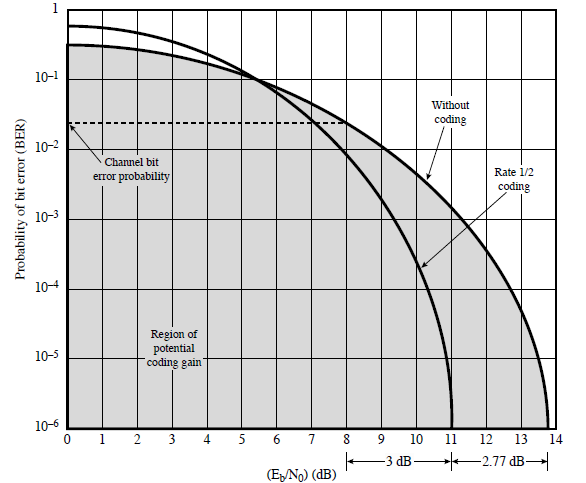 1
10–1
10–2
10–3
10–4
10–5
10–6
Probability of bit error (BER)
Without
coding
Rate 1/2
coding
Channel bit
error probability
Region of
potential
coding gain
0 1 2 3 4 5 6 7 8 9 10 11 12 13 14
3 dB 2.77 dB
(Eb/N0) (dB)